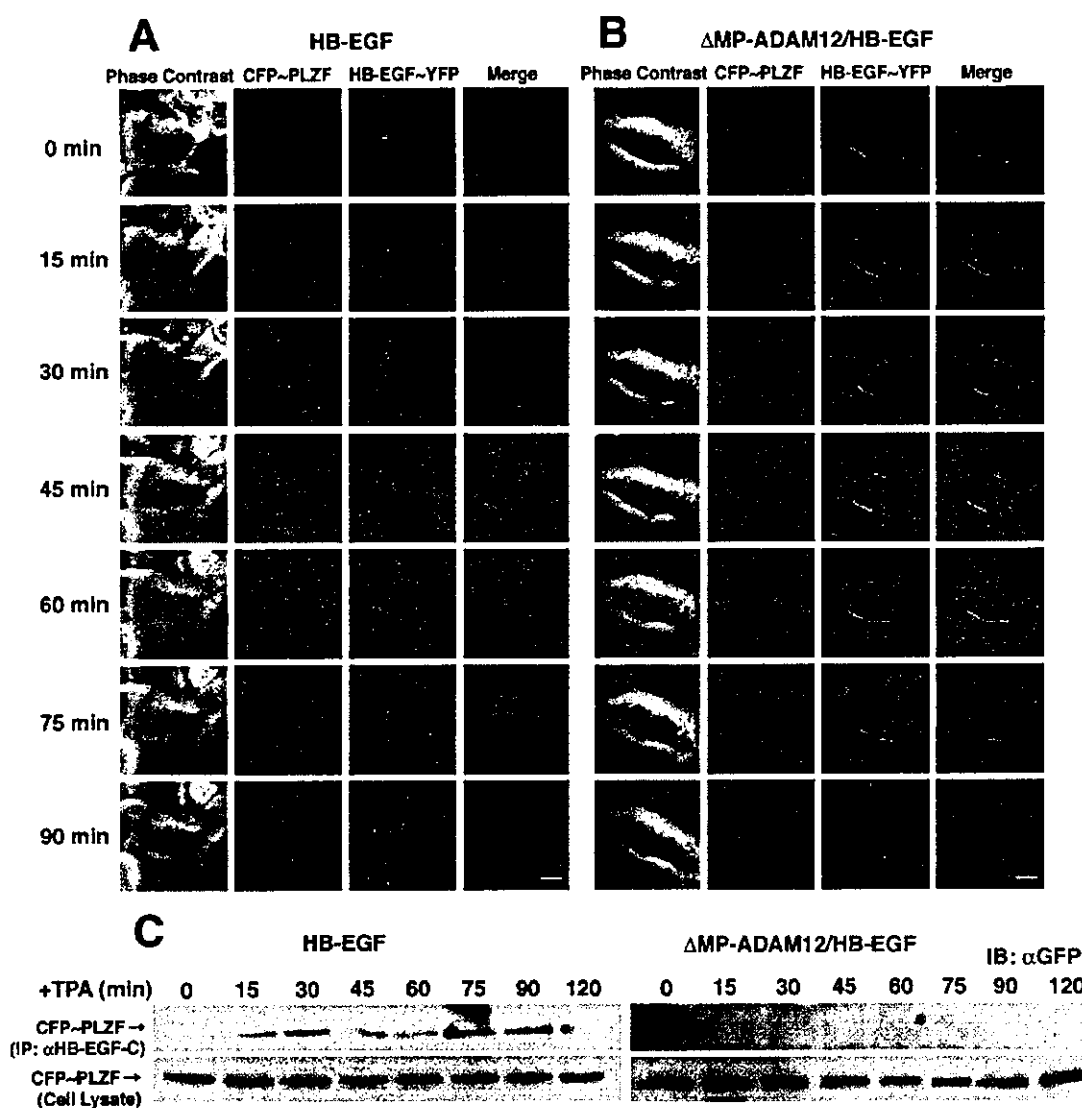 A
HB-EGF
Phase Contrast CFP~PLZF HB-EGF~YFP Merge
B
ΔMP-ADAM12/HB-EGF
Phase Contrast CFP~PLZF HB-EGF~YFP Merge
0 min
15 min
30 min
45 min
60 min
75 min
90 min
C
HB-EGF
ΔMP-ADAM12/HB-EGF
IB: αGFP
+TPA (min) 0 15 30 45 60 75 90 120
0 15 30 45 60 75 90 120
CFP~PLZF→
(IP: αHB-EGF-C)
CFP~PLZF→
(Cell Lysate)